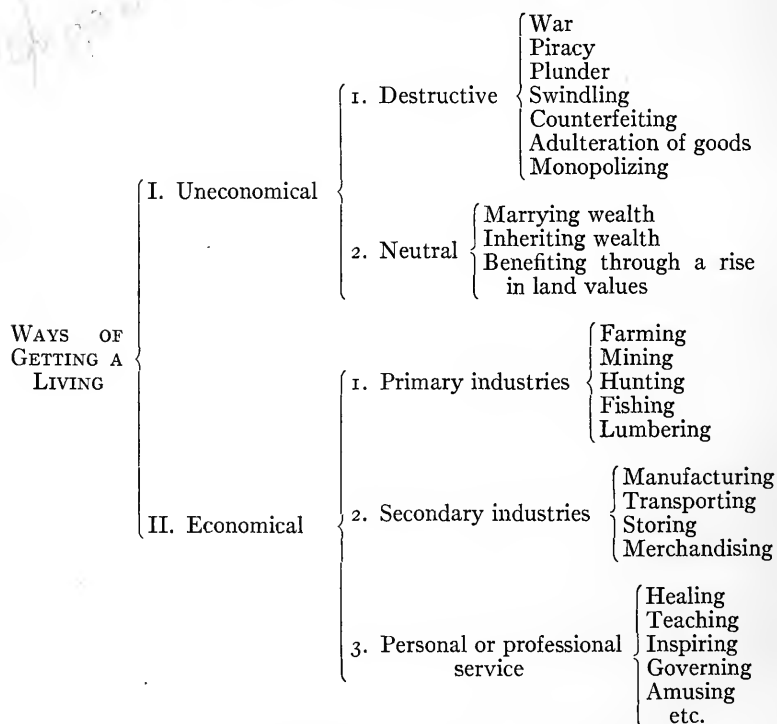 War
Piracy
Plunder
1. Destructive
Swindling
Counterfeiting
Adulteration of goods
Monopolizing
I. Uneconomical
Marrying wealth
2. Neutral
Inheriting wealth
Benefiting through a rise
in land values
WAYS OF
GETTING A
LIVING
Farming
Mining
1. Primary industries
Hunting
Fishing
Lumbering
II. Economical
Manufacturing
Transporting
2. Secondary industries
Storing
Merchandising
Healing
Teaching
3. Personal or professional
service
Inspiring
Governing
Amusing
etc.